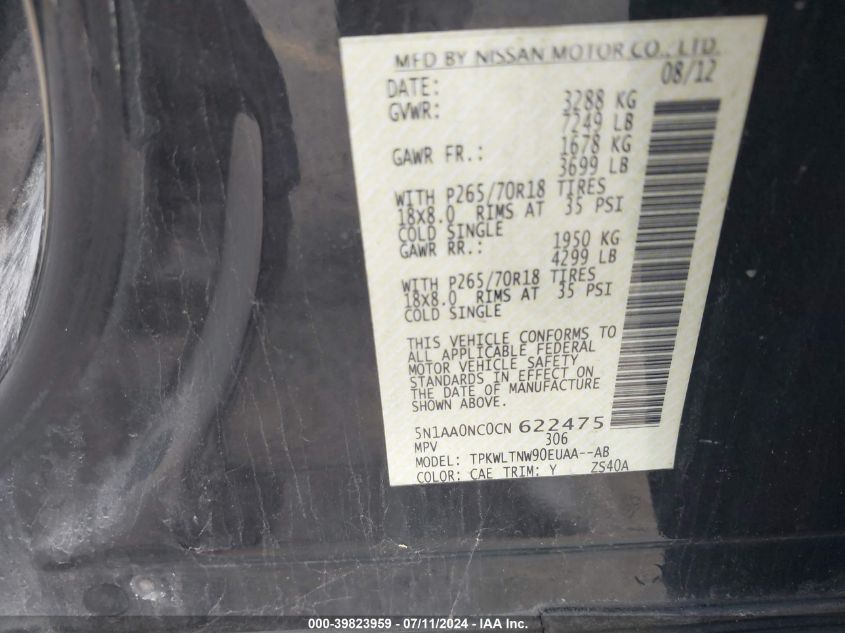 MFD BY NISSAN MOTOR CO., LTD.
DATE: 08/12
GVWR: 3288 KG
7249 LB
GAWR FR.: 1678 KG
3699 LB
WITH P265/70R18 TIRES
18X8.0 RIMS AT 35 PSI
COLD SINGLE
GAWR RR.: 1950 KG
4299 LB
WITH P265/70R18 TIRES
18X8.0 RIMS AT 35 PSI
COLD SINGLE
THIS VEHICLE CONFORMS TO
ALL APPLICABLE FEDERAL
MOTOR VEHICLE SAFETY
STANDARDS IN EFFECT ON
THE DATE OF MANUFACTURE
SHOWN ABOVE.
5N1AA0NC0CN 622475
MPV 306
MODEL: TPKWLTNW90EUAA--AB
COLOR: CAE TRIM: Y ZS40A
000-39823959 - 07/11/2024 - IAAI.COM